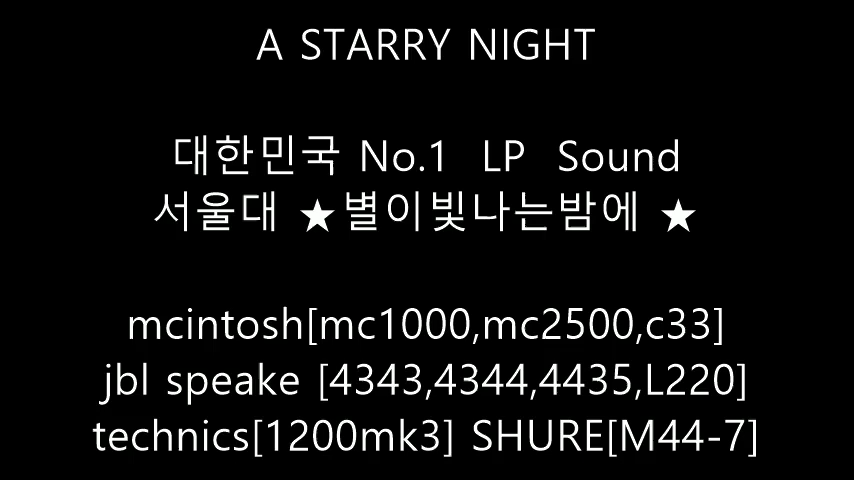 A STARRY NIGHT
대한민국 No.1 LP Sound
서울대 ★별이빛나는밤에 ★
mcintosh[mc1000,mc2500,c33]
jbl speake [4343,4344,4435,L220]
technics[1200mk3] SHURE[M44-7]